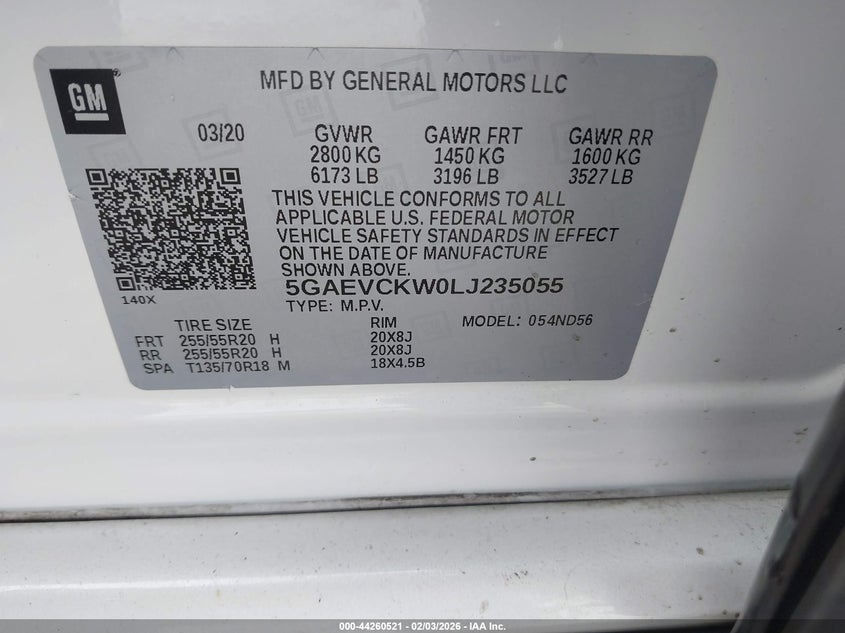 GM
MFD BY GENERAL MOTORS LLC
03/20 GVWR GAWR FRT GAWR RR
2800 KG 1450 KG 1600 KG
6173 LB 3196 LB 3527 LB
THIS VEHICLE CONFORMS TO ALL
APPLICABLE U.S. FEDERAL MOTOR
VEHICLE SAFETY STANDARDS IN EFFECT
ON THE DATE OF MANUFACTURE
SHOWN ABOVE.
140X
5GAEVCKW0LJ235055
TYPE: M.P.V.
TIRE SIZE RIM MODEL: 054ND56
FRT 255/55R20 H 20X8J
RR 255/55R20 H 20X8J
SPA T135/70R18 M 18X4.5B
000-44260521 - 02/03/2026 - IAA Inc.